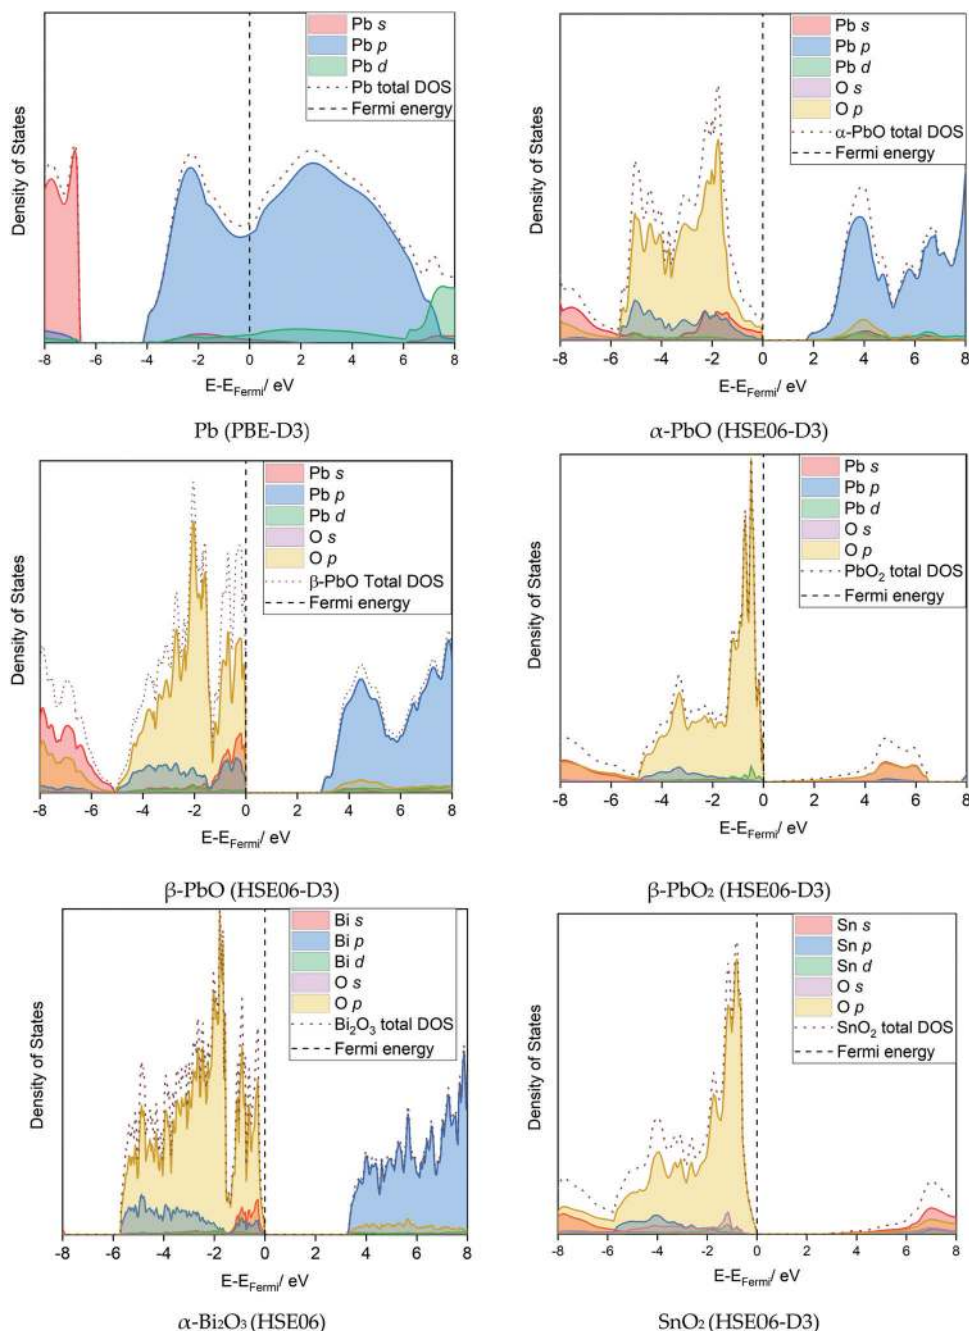 Pb s
Pb p
Pb d
Pb total DOS
Fermi energy
Density of States
-8 -6 -4 -2 0 2 4 6 8
E-EFermi/ eV
Pb (PBE-D3)
Pb s
Pb p
Pb d
O s
O p
α-PbO total DOS
Fermi energy
Density of States
-8 -6 -4 -2 0 2 4 6 8
E-EFermi/ eV
α-PbO (HSE06-D3)
Pb s
Pb p
Pb d
O s
O p
β-PbO Total DOS
Fermi energy
Density of States
-8 -6 -4 -2 0 2 4 6 8
E-EFermi/ eV
β-PbO (HSE06-D3)
Pb s
Pb p
Pb d
O s
O p
PbO₂ total DOS
Fermi energy
Density of States
-8 -6 -4 -2 0 2 4 6 8
E-EFermi/ eV
β-PbO₂ (HSE06-D3)
Bi s
Bi p
Bi d
O s
O p
Bi₂O₃ total DOS
Fermi energy
Density of States
-8 -6 -4 -2 0 2 4 6 8
E-EFermi/ eV
α-Bi₂O₃ (HSE06)
Sn s
Sn p
Sn d
O s
O p
SnO₂ total DOS
Fermi energy
Density of States
-8 -6 -4 -2 0 2 4 6 8
E-EFermi/ eV
SnO₂ (HSE06-D3)